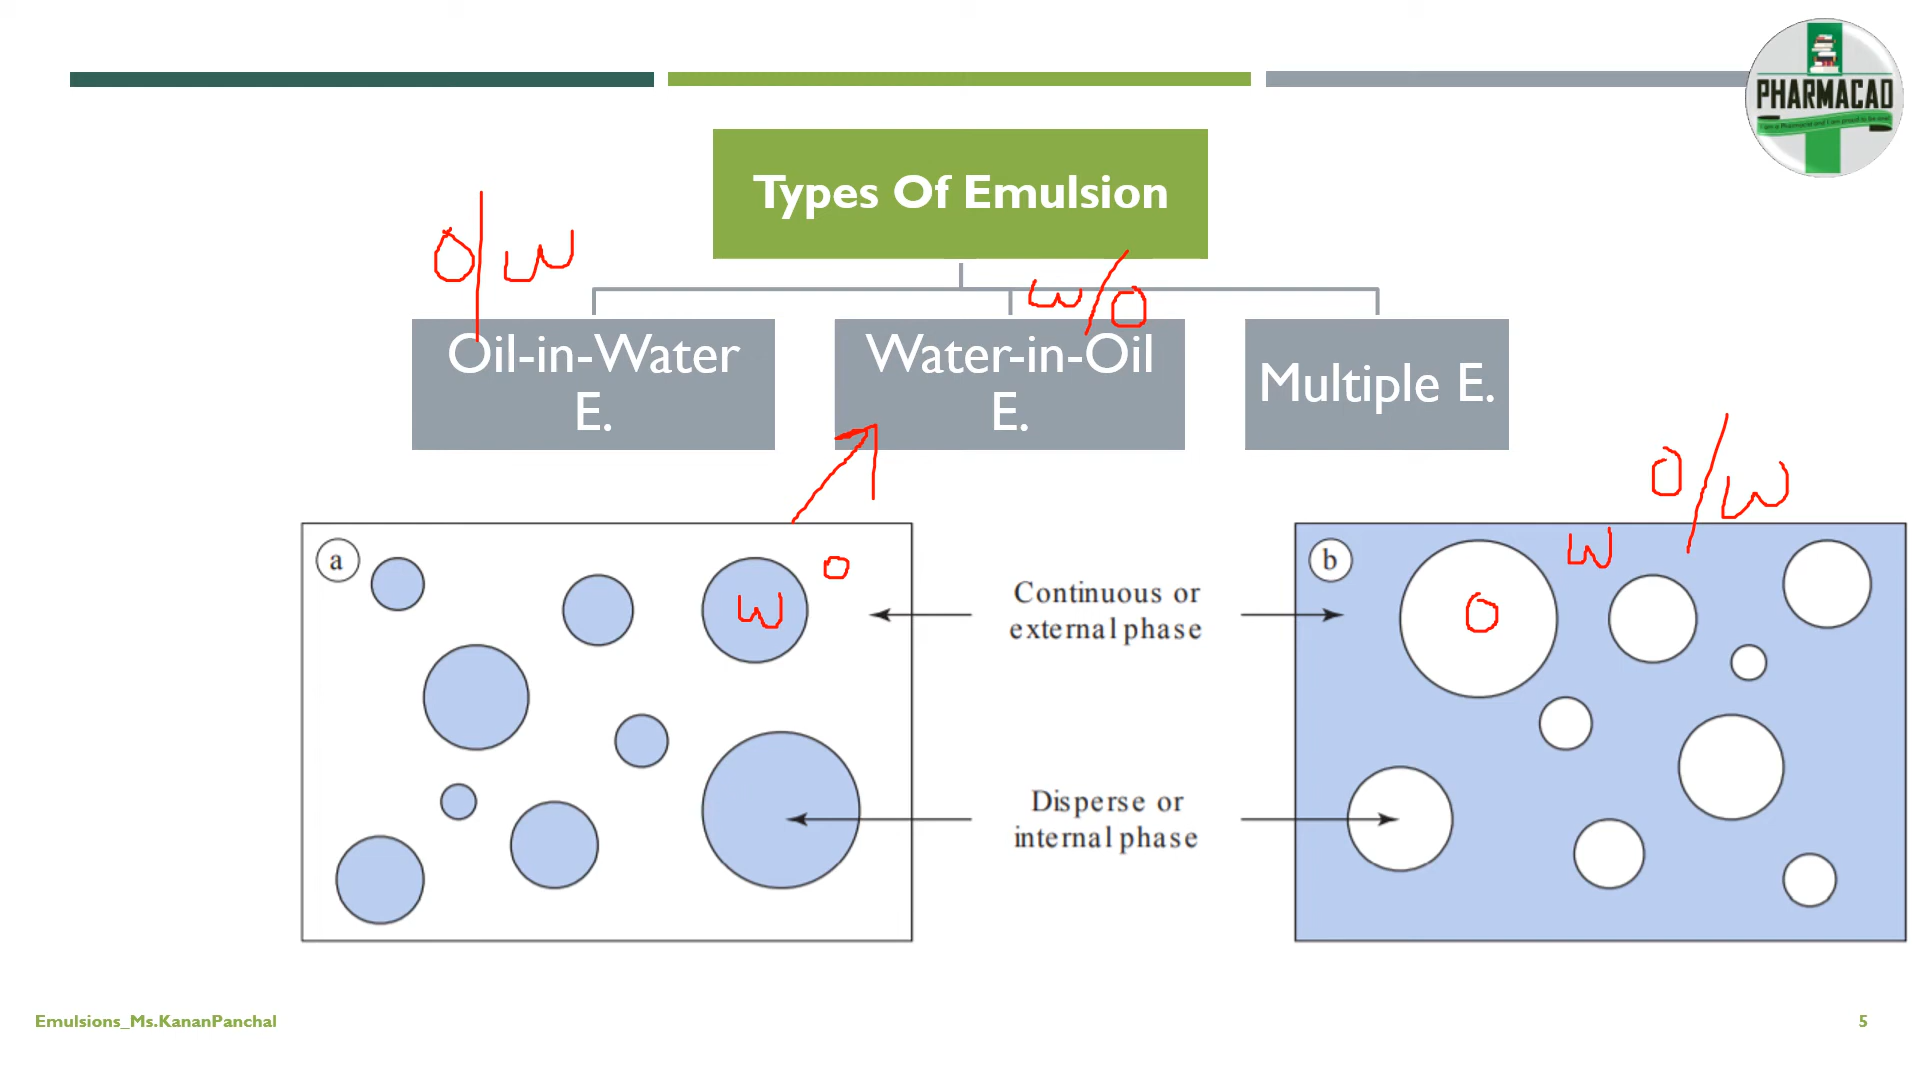 PHARMACAD
Types Of Emulsion
O/W
W/O
Oil-in-Water
E.
Water-in-Oil
E.
Multiple E.
O/W
a
W
O
Continuous or
external phase
Disperse or
internal phase
b
O
W
Emulsions_Ms.KananPanchal
5